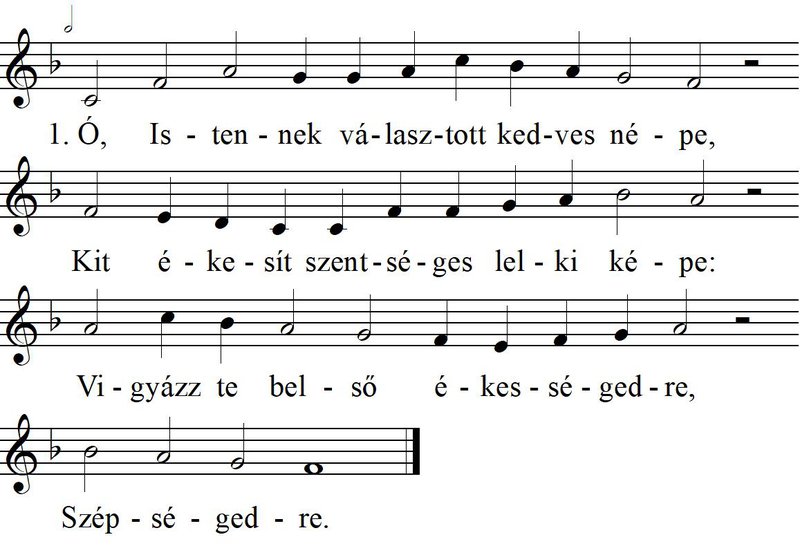 1. Ó, Is - ten - nek vá - lasz - tott ked - ves né - pe,
Kit é - ke - sít szent - sé - ges lel - ki ké - pe:
Vi - gyázz te bel - ső é - kes - sé - ged - re,
Szép - sé - ged - re.